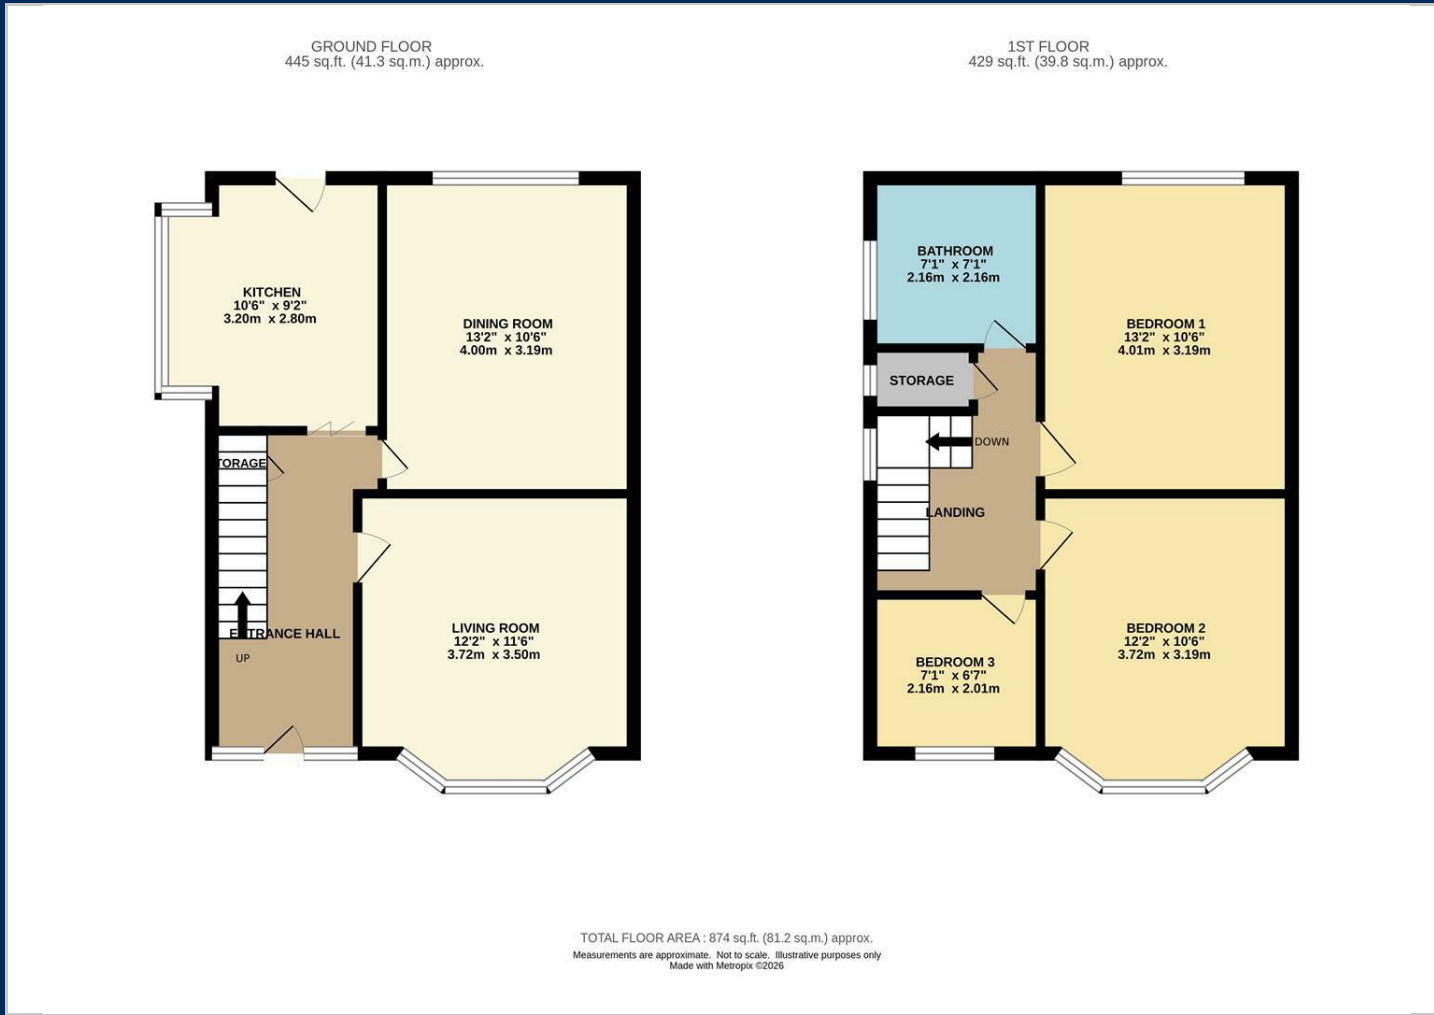 GROUND FLOOR
445 sq.ft. (41.3 sq.m.) approx.
1ST FLOOR
429 sq.ft. (39.8 sq.m.) approx.
KITCHEN
10'6" x 9'2"
3.20m x 2.80m
DINING ROOM
13'2" x 10'6"
4.00m x 3.19m
TORAGE
ENTRANCE HALL
UP
LIVING ROOM
12'2" x 11'6"
3.72m x 3.50m
BATHROOM
7'1" x 7'1"
2.16m x 2.16m
BEDROOM 1
13'2" x 10'6"
4.01m x 3.19m
STORAGE
DOWN
LANDING
BEDROOM 3
7'1" x 6'7"
2.16m x 2.01m
BEDROOM 2
12'2" x 10'6"
3.72m x 3.19m
TOTAL FLOOR AREA : 874 sq.ft. (81.2 sq.m.) approx.
Measurements are approximate. Not to scale. Illustrative purposes only
Made with Metropix ©2026